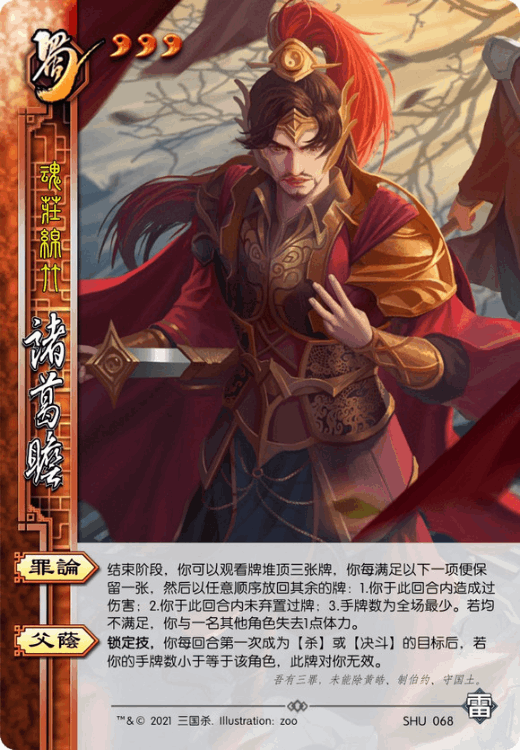 蜀
魂莊綿竹
諸葛瞻
罪論
结束阶段，你可以观看牌堆顶三张牌，你每满足以下一项便保
留一张，然后以任意顺序放回其余的牌：1.你于此回合内造成过
伤害；2.你于此回合内未弃置过牌；3.手牌数为全场最少。若均
不满足，你与一名其他角色失去1点体力。
父蔭
锁定技，你每回合第一次成为【杀】或【决斗】的目标后，若
你的手牌数小于等于该角色，此牌对你无效。
吾有三罪，未能除黄皓、制伯约、守国土。
™&© 2021 三国杀. Illustration: zoo
SHU 068
雷